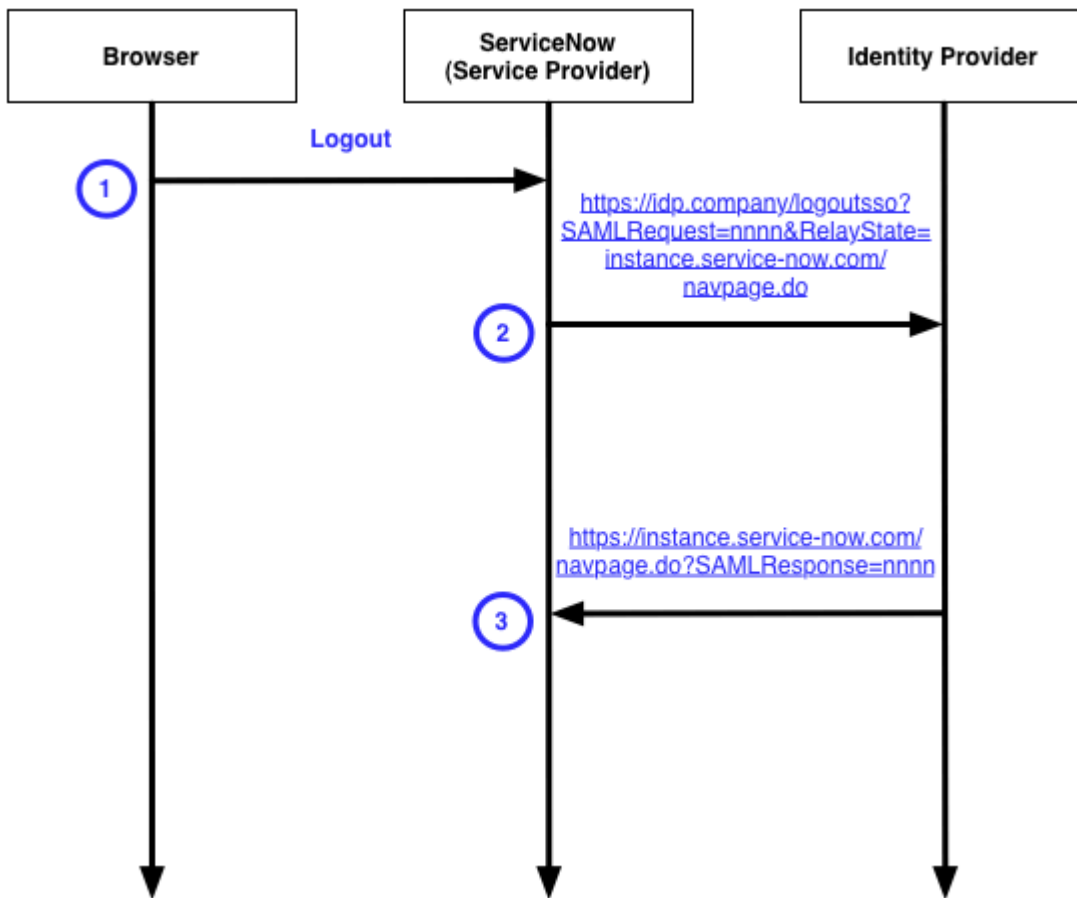 Browser
ServiceNow
(Service Provider)
Identity Provider
Logout
1
https://idp.company/logoutsso?
SAMLRequest=nnnn&RelayState=
instance.service-now.com/
navpage.do
2
https://instance.service-now.com/
navpage.do?SAMLResponse=nnnn
3